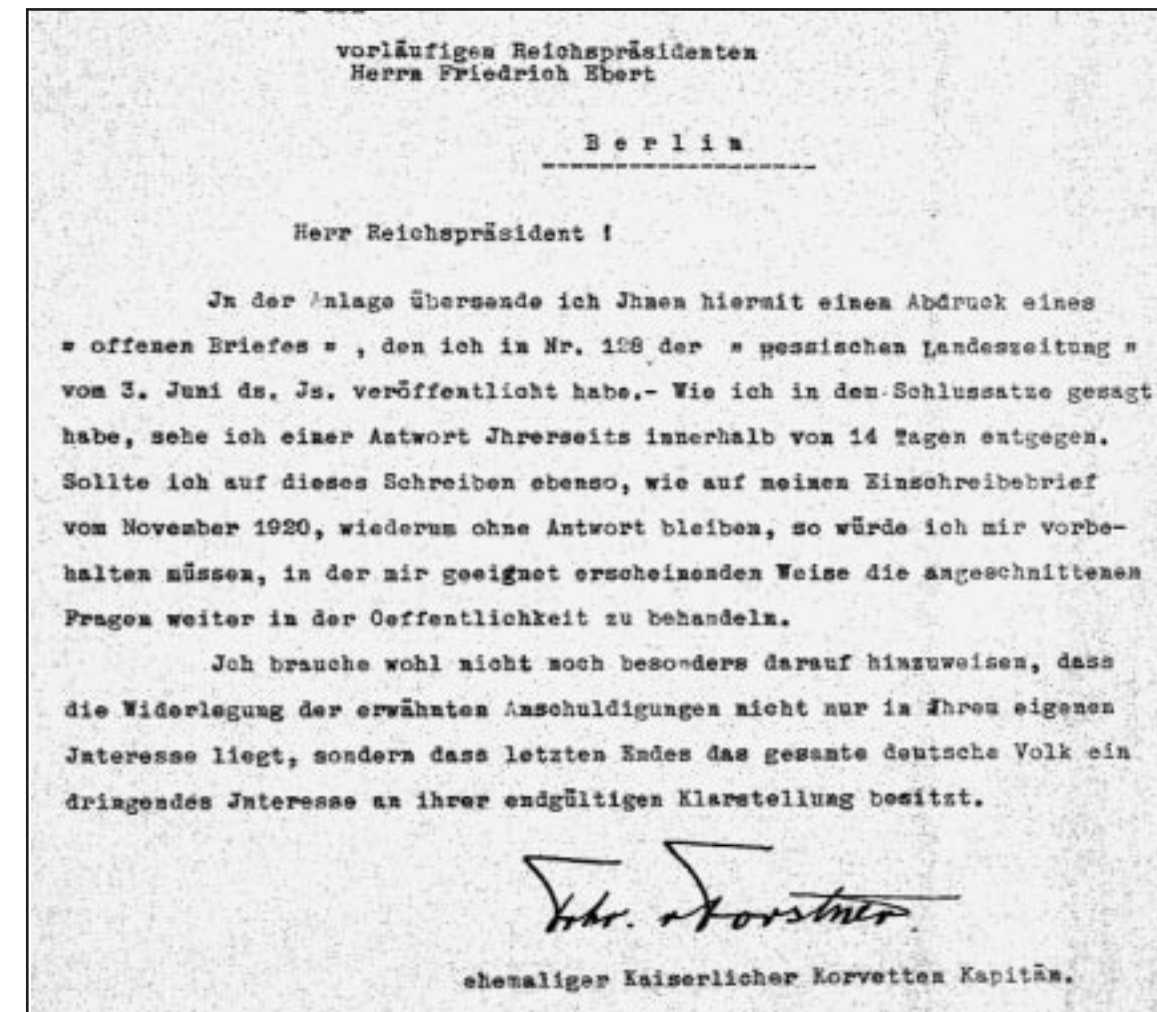 vorläufigen Reichspräsidenten
Herrn Friedrich Ebert
Berlin
Herr Reichspräsident !
Jn der Anlage übersende ich Jhnen hiermit einen Abdruck eines
" offenen Briefes " , den ich in Nr. 128 der " Hessischen Landeszeitung "
vom 3. Juni ds. Js. veröffentlicht habe.- Wie ich in dem Schlussatze gesagt
habe, sehe ich einer Antwort Jhrerseits innerhalb von 14 Tagen entgegen.
Sollte ich auf dieses Schreiben ebenso, wie auf meinen Einschreibebrief
vom November 1920, wiederum ohne Antwort bleiben, so würde ich mir vorbe-
halten müssen, in der mir geeignet erscheinenden Weise die angeschnittenen
Fragen weiter in der Oeffentlichkeit zu behandeln.
Jch brauche wohl nicht noch besonders darauf hinzuweisen, dass
die Widerlegung der erwähnten Anschuldigungen nicht nur in Jhrem eigenen
Jnteresse liegt, sondern dass letzten Endes das gesamte deutsche Volk ein
dringendes Jnteresse an ihrer endgültigen Klarstellung besitzt.
Frhr. v Forstner
ehemaliger Kaiserlicher Korvetten Kapitän.